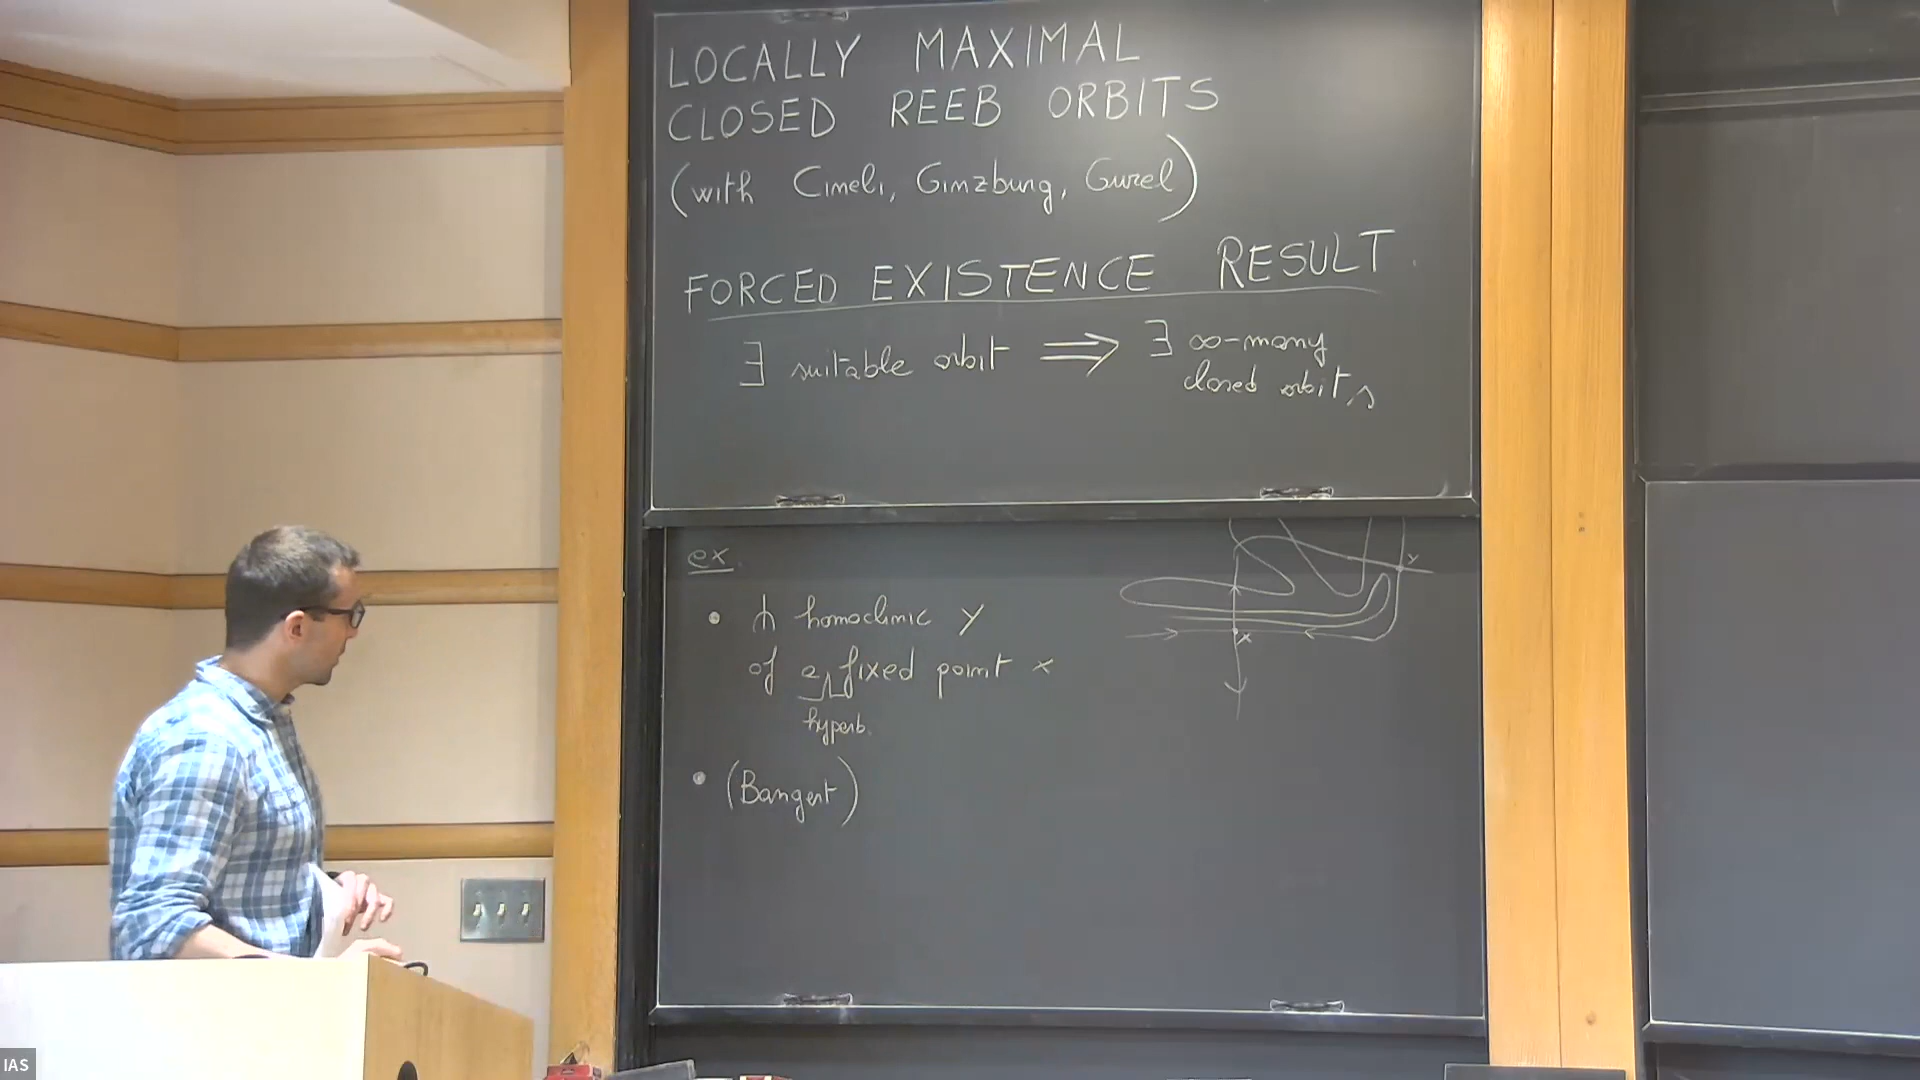 LOCALLY MAXIMAL
CLOSED REEB ORBITS
(with Cineli, Ginzburg, Gurel)
FORCED EXISTENCE RESULT.
∃ suitable orbit ⟹ ∃ ∞-many
closed orbits
ex.
• ⋔ homoclinic y
of a fixed point x
hyperb.
• (Bangert)
y
x
IAS